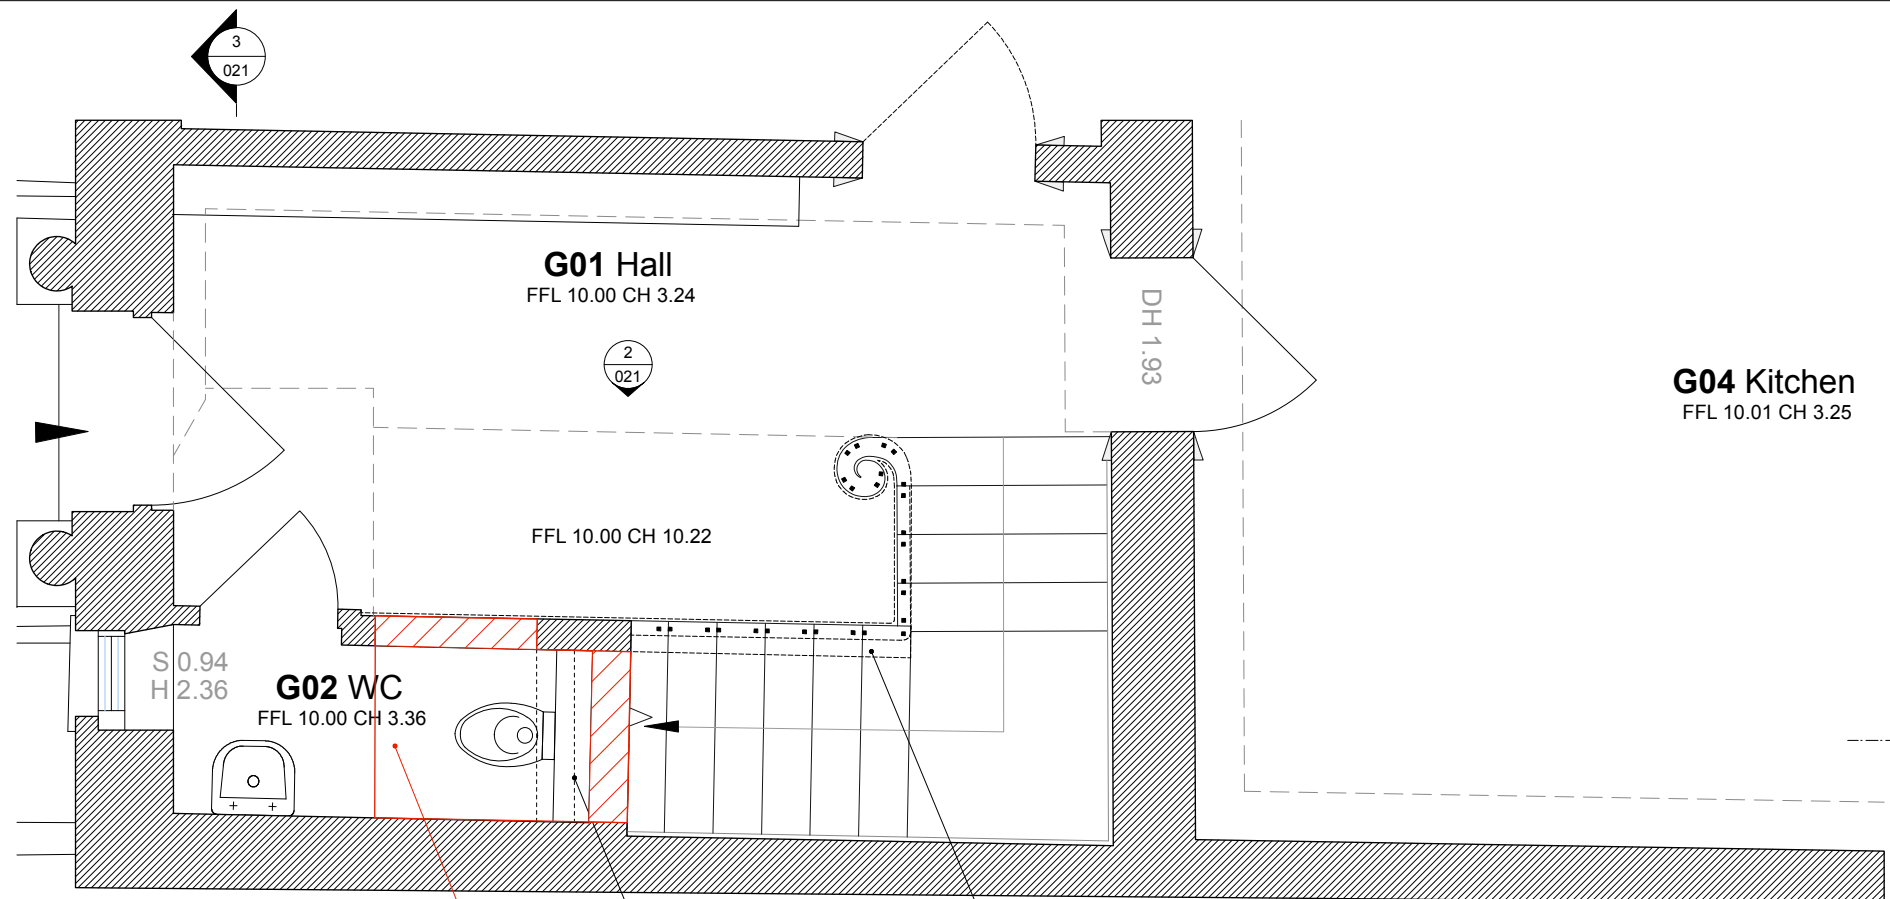 3
021
G01 Hall
FFL 10.00 CH 3.24
DH 1.93
2
021
G04 Kitchen
FFL 10.01 CH 3.25
FFL 10.00 CH 10.22
S 0.94
H 2.36
G02 WC
FFL 10.00 CH 3.36